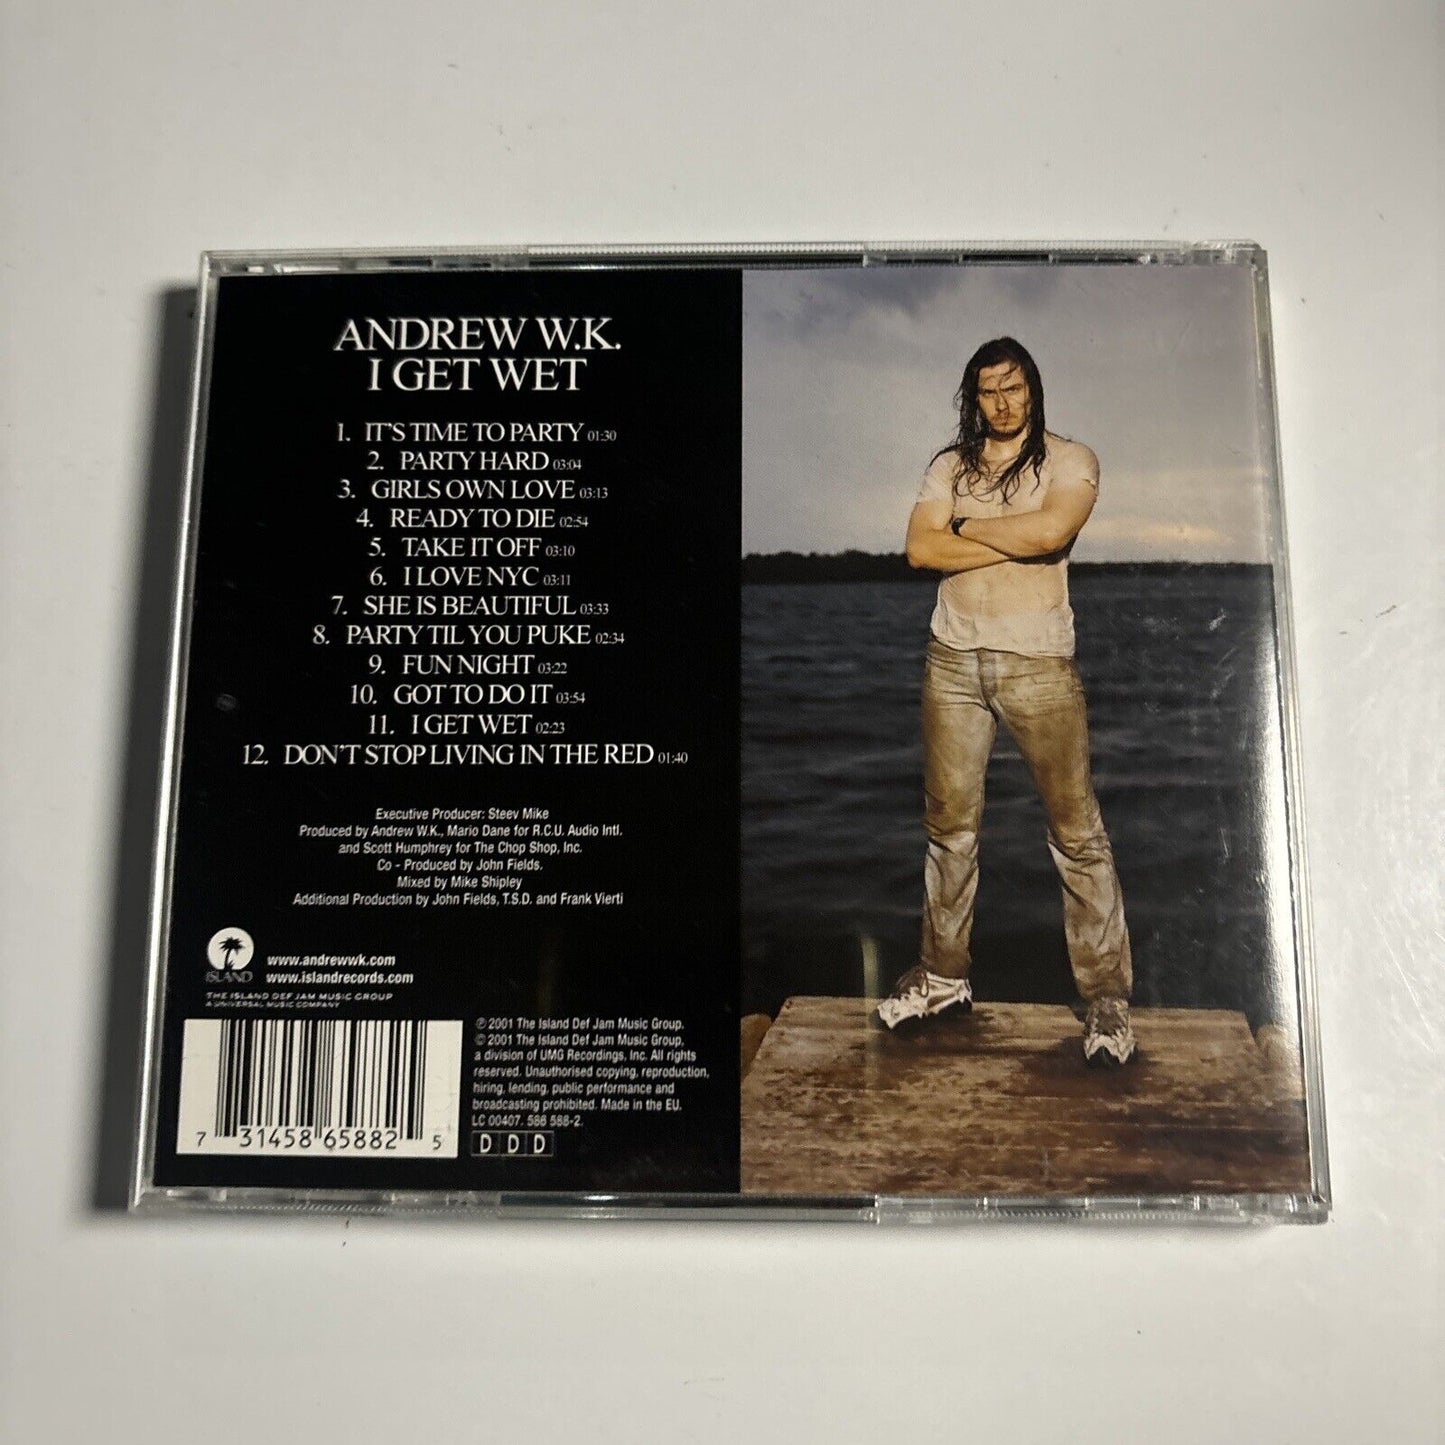 ANDREW W.K.
I GET WET
1. IT'S TIME TO PARTY 01:30
2. PARTY HARD 03:04
3. GIRLS OWN LOVE 03:13
4. READY TO DIE 02:54
5. TAKE IT OFF 03:10
6. I LOVE NYC 03:11
7. SHE IS BEAUTIFUL 03:33
8. PARTY TIL YOU PUKE 02:34
9. FUN NIGHT 03:22
10. GOT TO DO IT 03:54
11. I GET WET 02:23
12. DON'T STOP LIVING IN THE RED 01:40
Executive Producer: Steev Mike
Produced by Andrew W.K., Mario Dane for R.C.U. Audio Intl.
and Scott Humphrey for The Chop Shop, Inc.
Co - Produced by John Fields.
Mixed by Mike Shipley
Additional Production by John Fields, T.S.D. and Frank Vierti
ISLAND
www.andrewwk.com
www.islandrecords.com
THE ISLAND DEF JAM MUSIC GROUP
A UNIVERSAL MUSIC COMPANY
7 31458 65882 5
℗ 2001 The Island Def Jam Music Group.
© 2001 The Island Def Jam Music Group,
a division of UMG Recordings, Inc. All rights
reserved. Unauthorised copying, reproduction,
hiring, lending, public performance and
broadcasting prohibited. Made in the EU.
LC 00407. 586 588-2.
D D D